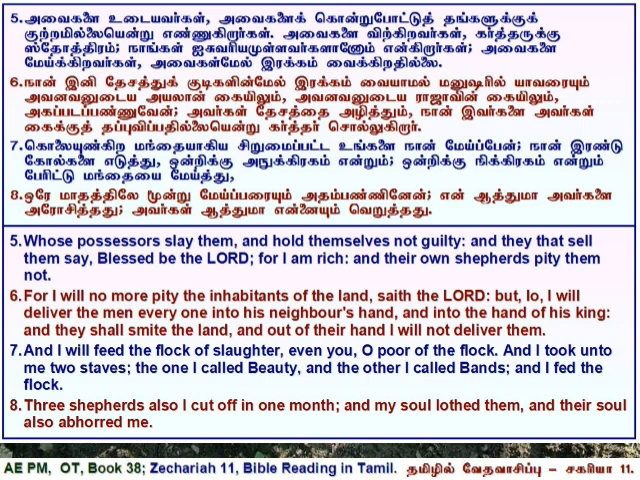 5.அவைகளை உடையவர்கள், அவைகளைக் கொன்றுபோட்டுத் தங்களுக்குக்
குற்றமில்லையென்று எண்ணுகிறார்கள். அவைகளை விற்கிறவர்கள், கர்த்தருக்கு
ஸ்தோத்திரம்; நாங்கள் ஐசுவரியமுள்ளவர்களானோம் என்கிறார்கள்; அவைகளை
மேய்க்கிறவர்கள், அவைகள்மேல் இரக்கம் வைக்கிறதில்லை.
6.நான் இனி தேசத்துக் குடிகளின்மேல் இரக்கம் வையாமல் மனுஷரில் யாவரையும்
அவனவனுடைய அயலான் கையிலும், அவனவனுடைய ராஜாவின் கையிலும்,
அகப்படப்பண்ணுவேன்; அவர்கள் தேசத்தை அழித்தும், நான் இவர்களை அவர்கள்
கைக்குத் தப்புவிப்பதில்லையென்று கர்த்தர் சொல்லுகிறார்.
7.கொலையுண்கிற மந்தையாகிய சிறுமைப்பட்ட உங்களை நான் மேய்ப்பேன்; நான் இரண்டு
கோல்களை எடுத்து, ஒன்றிற்கு அநுக்கிரகம் என்றும்; ஒன்றிற்கு நிக்கிரகம் என்றும்
பேரிட்டு மந்தையை மேய்த்து,
8.ஒரே மாதத்திலே மூன்று மேய்ப்பரையும் அதம்பண்ணினேன்; என் ஆத்துமா அவர்களை
அரோசித்தது; அவர்கள் ஆத்துமா என்னையும் வெறுத்தது.
5.Whose possessors slay them, and hold themselves not guilty: and they that sell
them say, Blessed be the LORD; for I am rich: and their own shepherds pity them
not.
6.For I will no more pity the inhabitants of the land, saith the LORD: but, lo, I will
deliver the men every one into his neighbour's hand, and into the hand of his king:
and they shall smite the land, and out of their hand I will not deliver them.
7.And I will feed the flock of slaughter, even you, O poor of the flock. And I took unto
me two staves; the one I called Beauty, and the other I called Bands; and I fed the
flock.
8.Three shepherds also I cut off in one month; and my soul lothed them, and their soul
also abhorred me.
AE PM, OT, Book 38; Zechariah 11, Bible Reading in Tamil. தமிழில் வேதவாசிப்பு – சகரியா 11.